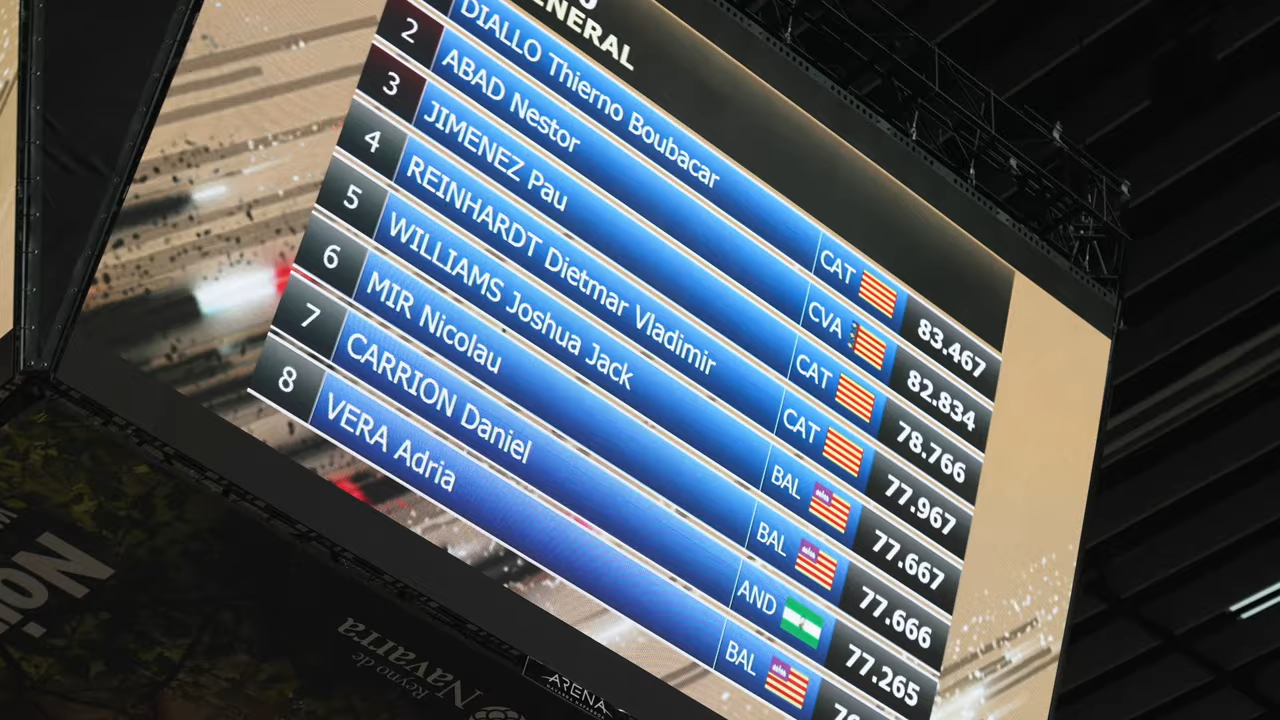 ENERAL
DIALLO Thierno Boubacar CAT 83.467
2 ABAD Nestor CVA 82.834
3 JIMENEZ Pau CAT 78.766
4 REINHARDT Dietmar Vladimir CAT 77.967
5 WILLIAMS Joshua Jack BAL 77.667
6 MIR Nicolau BAL 77.666
7 CARRION Daniel AND 77.265
8 VERA Adria BAL
Reyno de
Navarra
ARENA